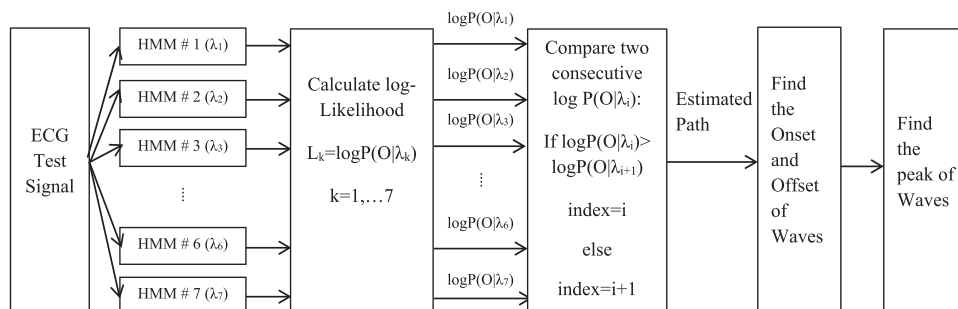 ECG
Test
Signal
HMM # 1 (λ₁)
HMM # 2 (λ₂)
HMM # 3 (λ₃)
...
HMM # 6 (λ₆)
HMM # 7 (λ₇)
Calculate log-
Likelihood
Lₖ=logP(O|λₖ)
k=1,…7
logP(O|λ₁)
logP(O|λ₂)
logP(O|λ₃)
...
logP(O|λ₆)
logP(O|λ₇)
Compare two
consecutive
log P(O|λᵢ):
If logP(O|λᵢ)>
logP(O|λᵢ₊₁)
index=i
else
index=i+1
Estimated
Path
Find
the
Onset
and
Offset
of
Waves
Find
the
peak of
Waves